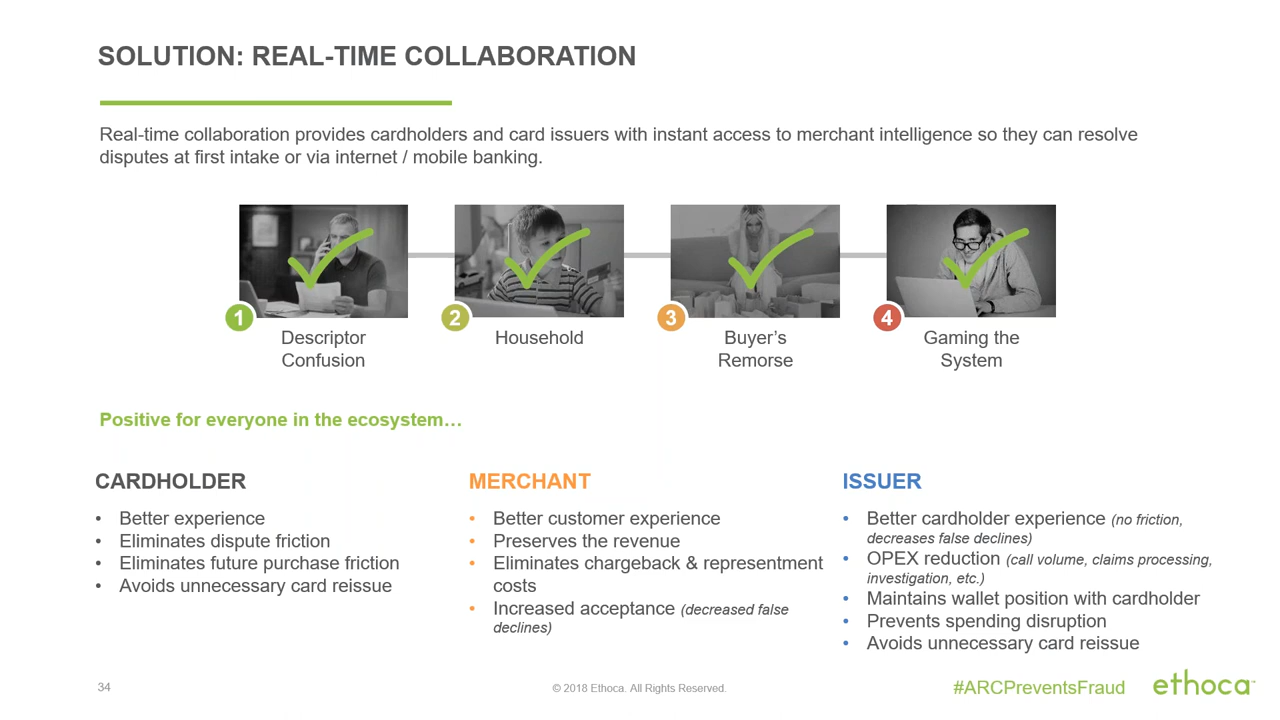 SOLUTION: REAL-TIME COLLABORATION
Real-time collaboration provides cardholders and card issuers with instant access to merchant intelligence so they can resolve
disputes at first intake or via internet / mobile banking.
1
Descriptor
Confusion
2
Household
3
Buyer’s
Remorse
4
Gaming the
System
Positive for everyone in the ecosystem…
CARDHOLDER
• Better experience
• Eliminates dispute friction
• Eliminates future purchase friction
• Avoids unnecessary card reissue
MERCHANT
• Better customer experience
• Preserves the revenue
• Eliminates chargeback & representment
costs
• Increased acceptance (decreased false
declines)
ISSUER
• Better cardholder experience (no friction,
decreases false declines)
• OPEX reduction (call volume, claims processing,
investigation, etc.)
• Maintains wallet position with cardholder
• Prevents spending disruption
• Avoids unnecessary card reissue
34
© 2018 Ethoca. All Rights Reserved.
#ARCPreventsFraud
ethoca